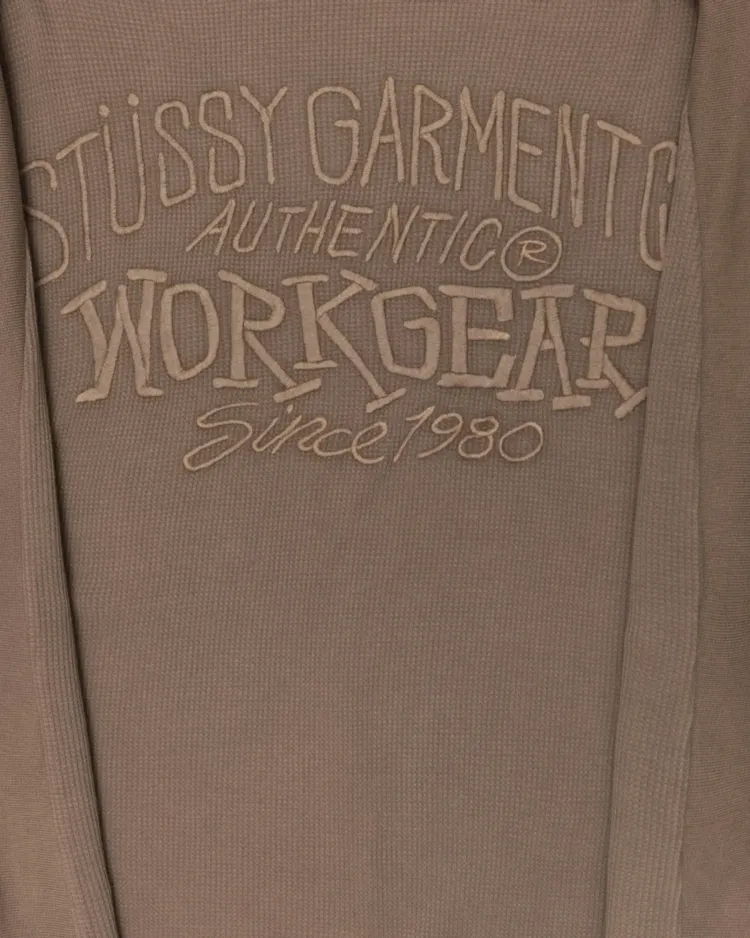 STÜSSY GARMENT C
AUTHENTIC®
WORKGEAR
Since 1980